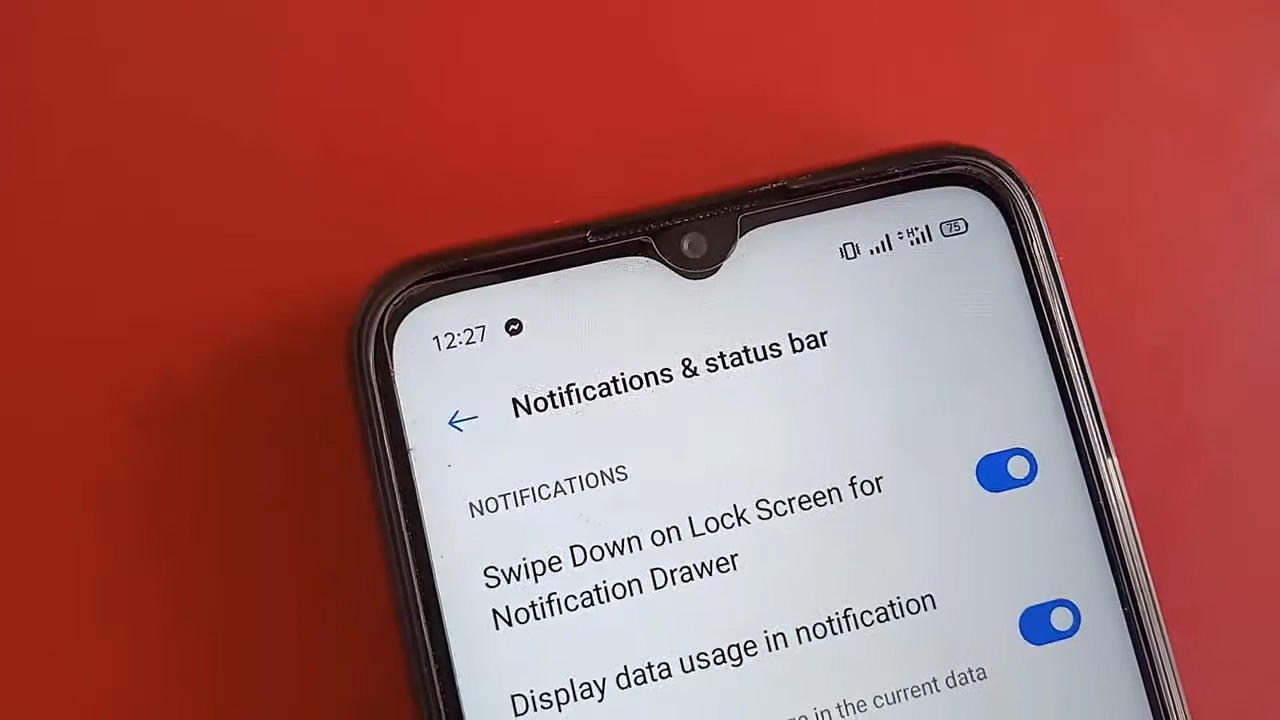 12:27
H+
75
Notifications & status bar
NOTIFICATIONS
Swipe Down on Lock Screen for
Notification Drawer
Display data usage in notification
in the current data